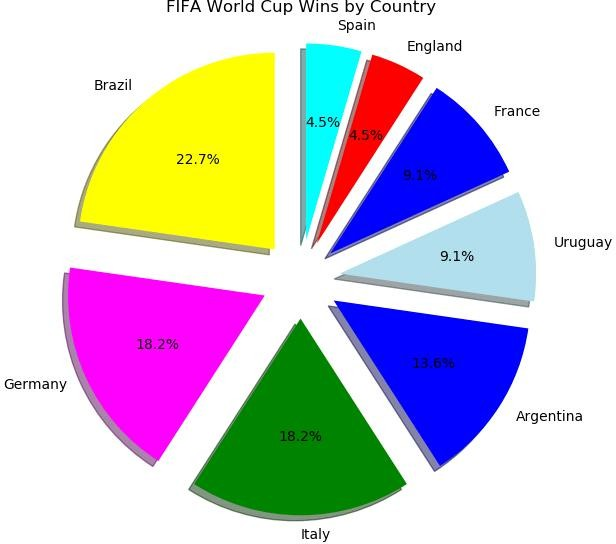 FIFA World Cup Wins by Country
Spain
England
Brazil
France
4.5%
4.5%
22.7%
9.1%
Uruguay
9.1%
18.2%
13.6%
Germany
Argentina
18.2%
Italy